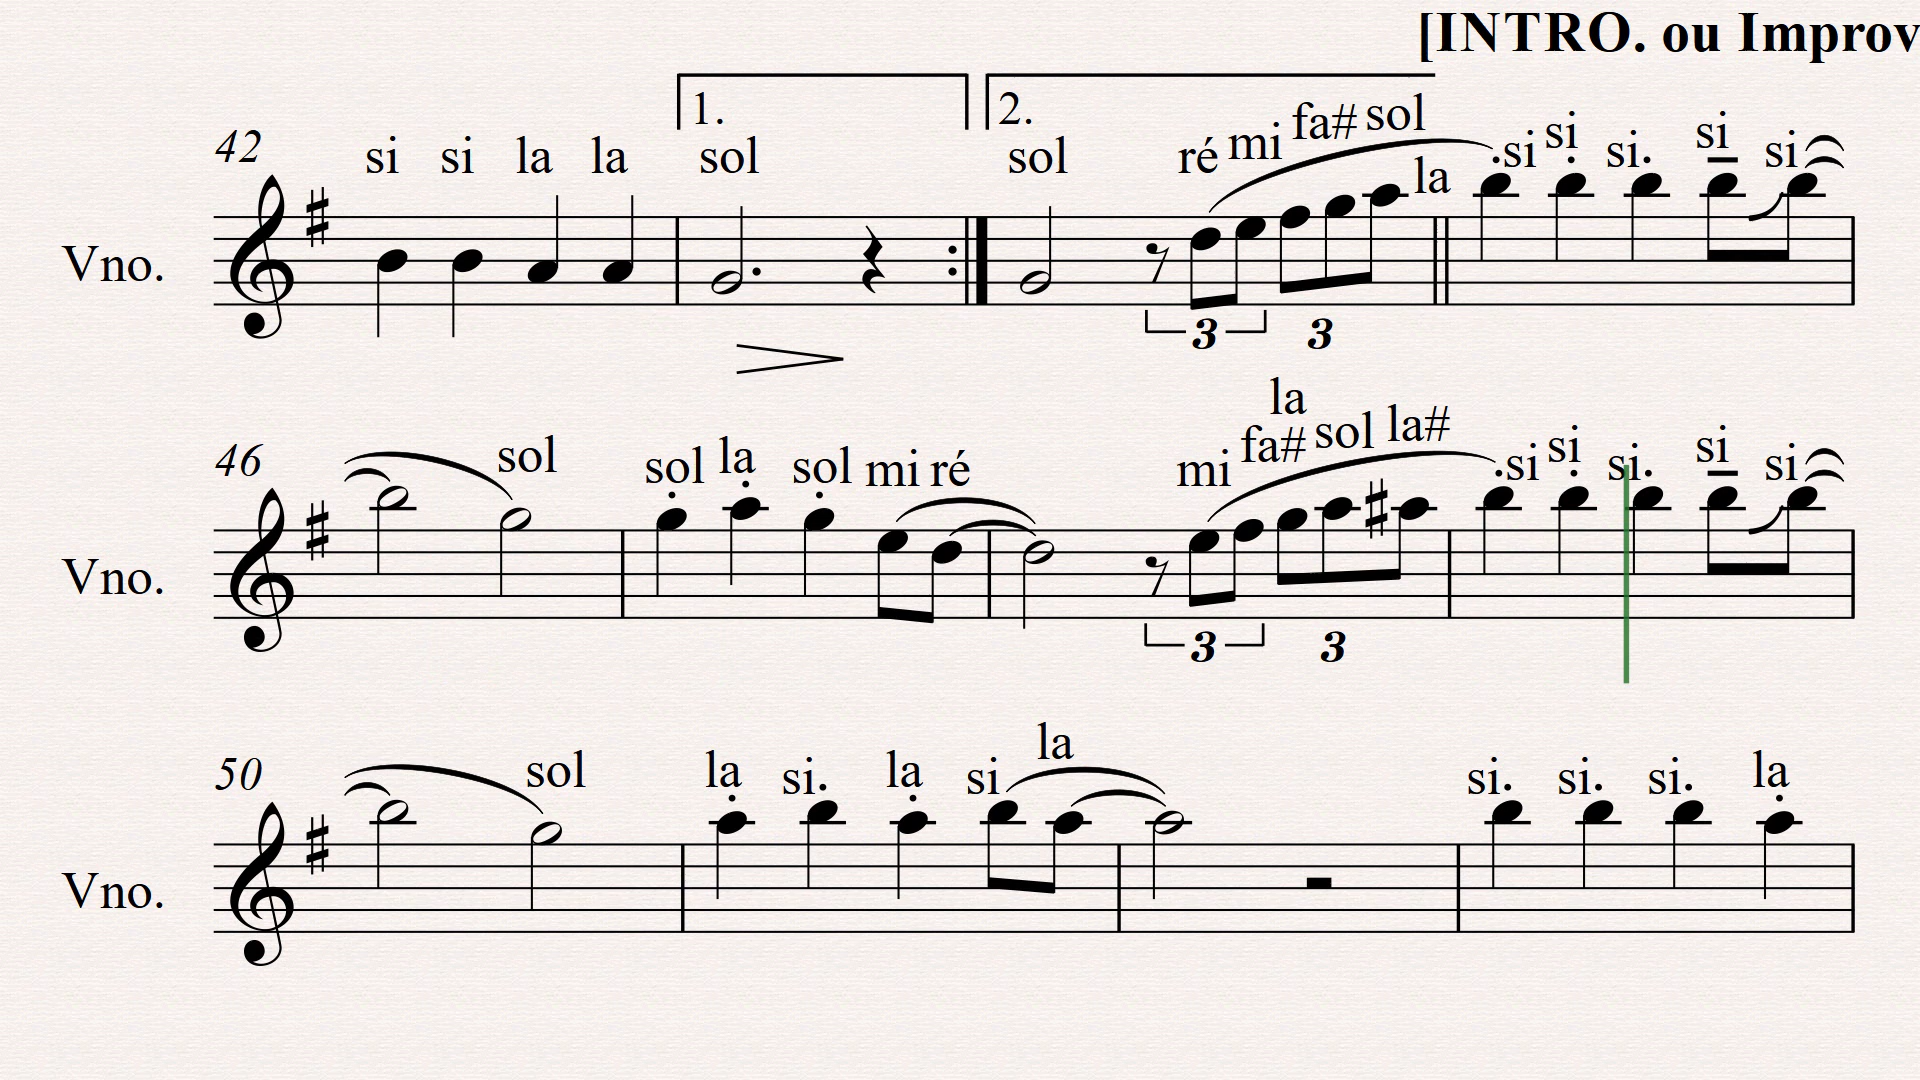 [INTRO. ou Improv
1. 2.
42 si si la la sol sol ré mi fa# sol la si si si si si
Vno.
3 3
la
46 sol sol la sol mi ré mi fa# sol la# si si si si si
Vno.
3 3
50 sol la si la si la si si si la
Vno.